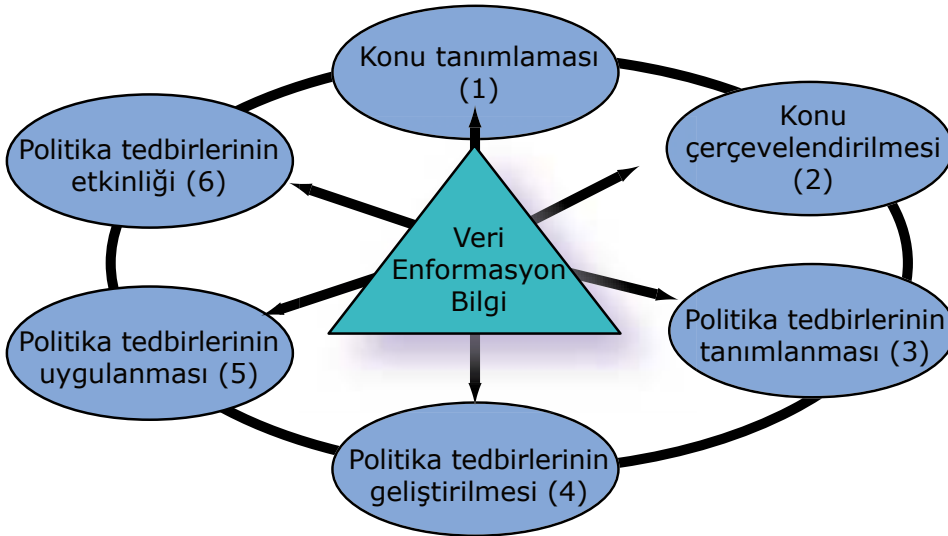 Konu tanımlaması
(1)
Konu
çerçevelendirilmesi
(2)
Politika tedbirlerinin
tanımlanması (3)
Politika tedbirlerinin
geliştirilmesi (4)
Politika tedbirlerinin
uygulanması (5)
Politika tedbirlerinin
etkinliği (6)
Veri
Enformasyon
Bilgi